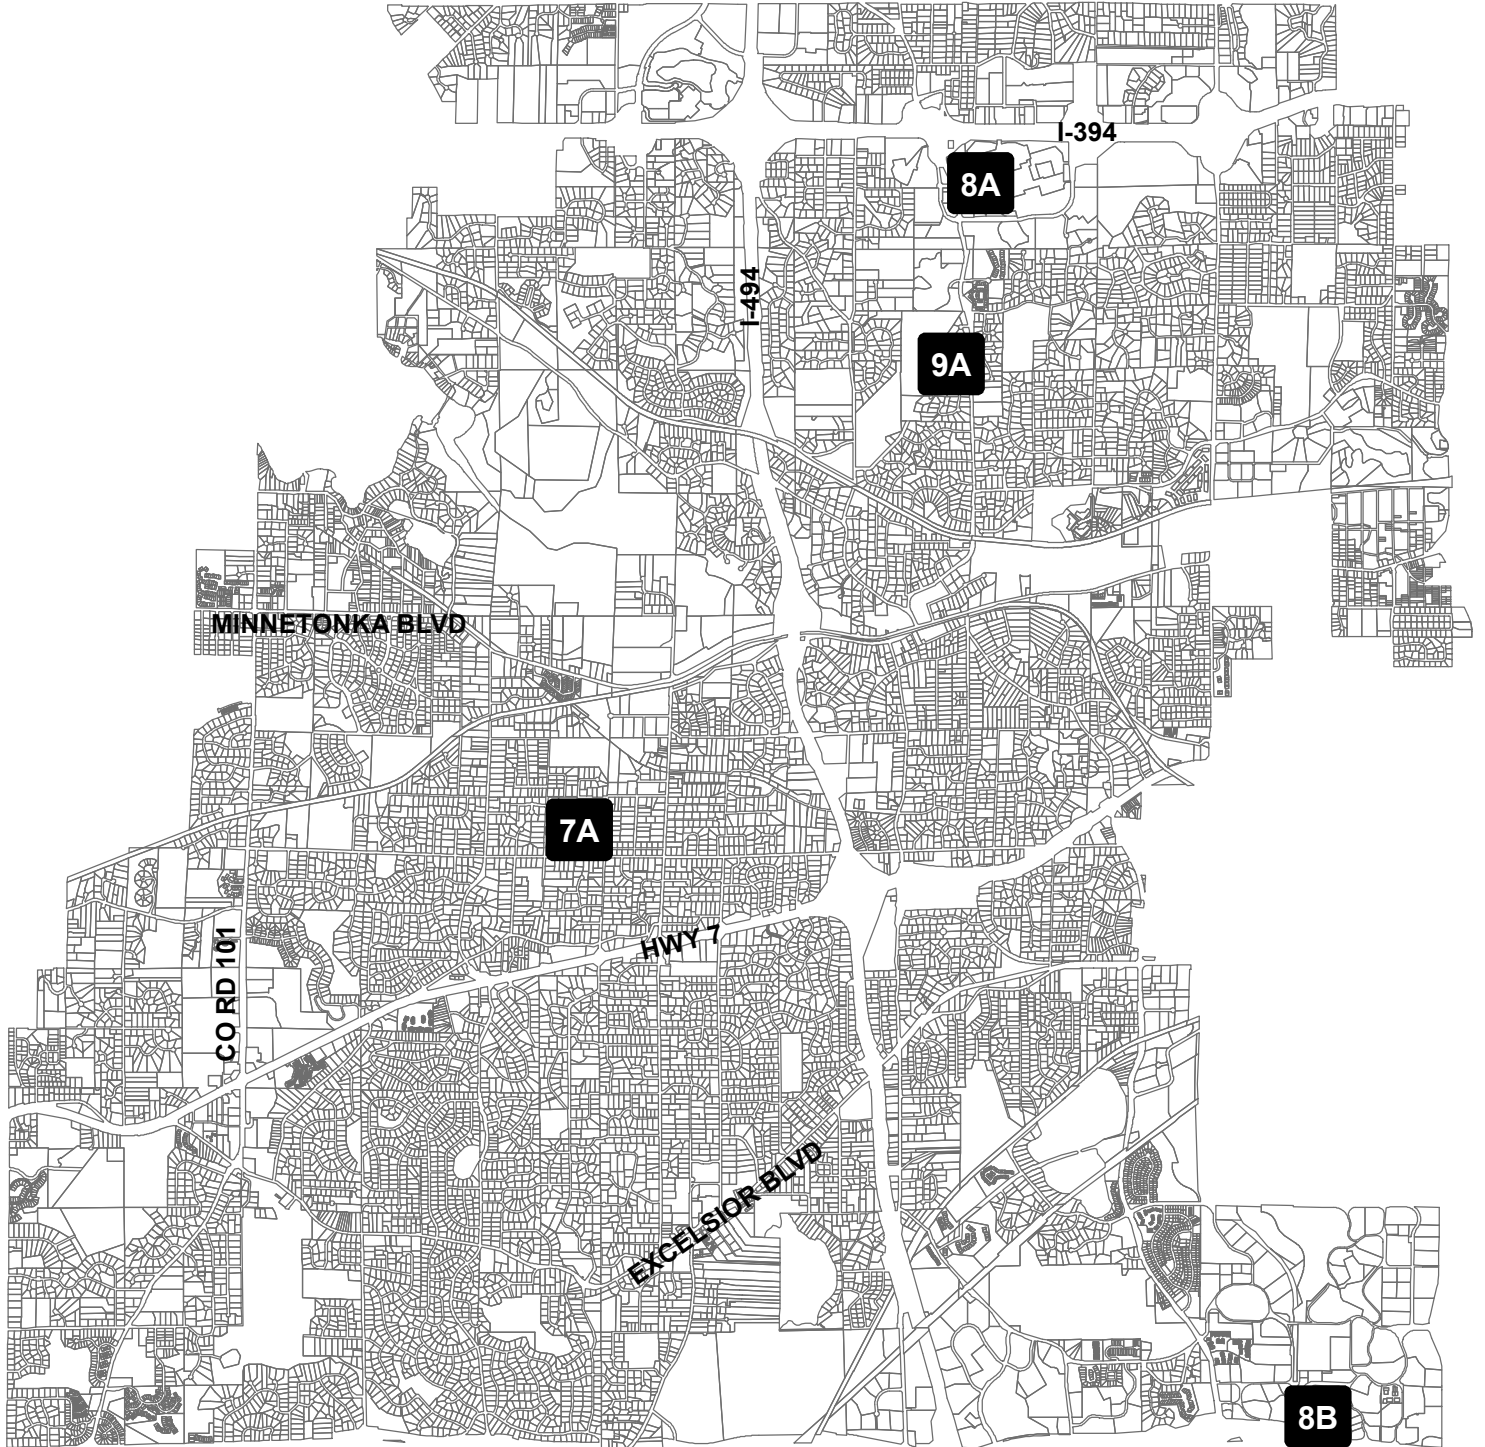 I-394
8A
I-494
9A
MINNETONKA BLVD
7A
HWY 7
CO RD 101
EXCELSIOR BLVD
8B